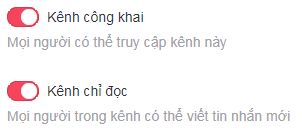 Kênh công khai
Mọi người có thể truy cập kênh này
Kênh chỉ đọc
Mọi người trong kênh có thể viết tin nhắn mới